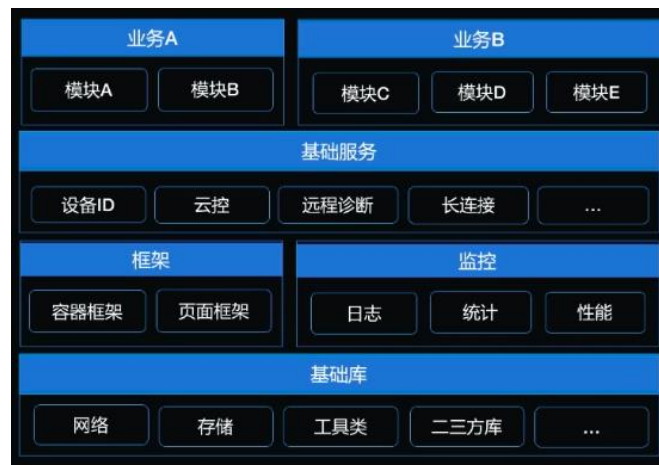 业务A
业务B
模块A
模块B
模块C
模块D
模块E
基础服务
设备ID
云控
远程诊断
长连接
...
框架
监控
容器框架
页面框架
日志
统计
性能
基础库
网络
存储
工具类
二三方库
...